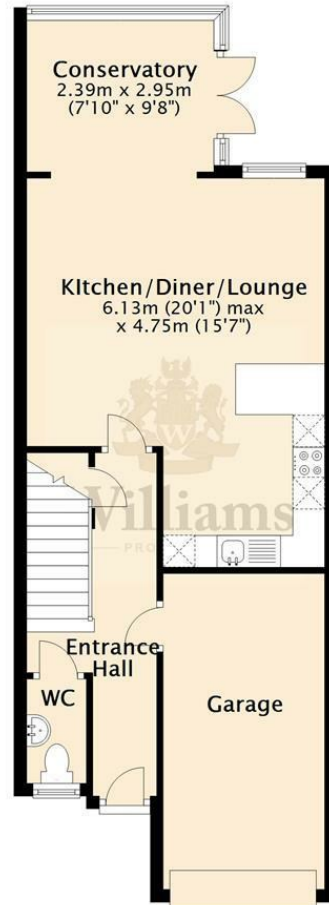 Conservatory
2.39m x 2.95m
(7'10" x 9'8")
Kitchen/Diner/Lounge
6.13m (20'1") max
x 4.75m (15'7")
Williams
Entrance
Hall
WC
Garage